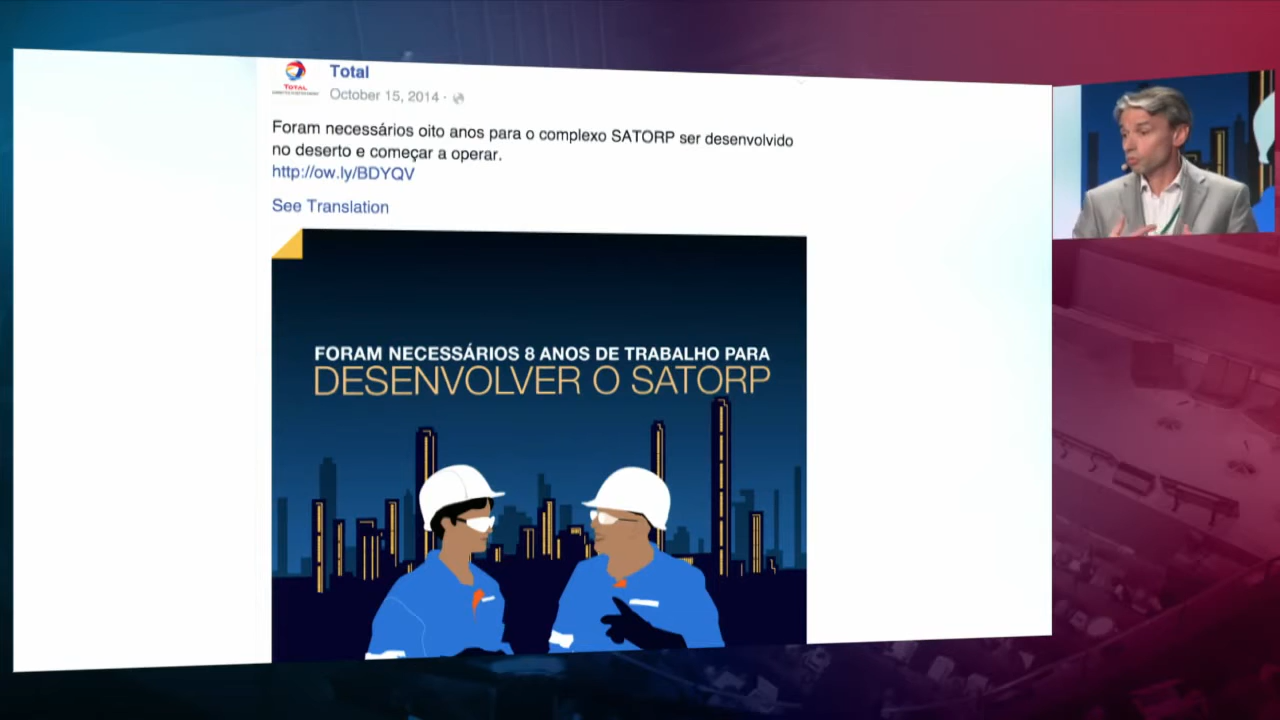 Total
October 15, 2014 ·
Foram necessários oito anos para o complexo SATORP ser desenvolvido
no deserto e começar a operar.
http://ow.ly/BDYQV
See Translation
TOTAL
FORAM NECESSÁRIOS 8 ANOS DE TRABALHO PARA
DESENVOLVER O SATORP